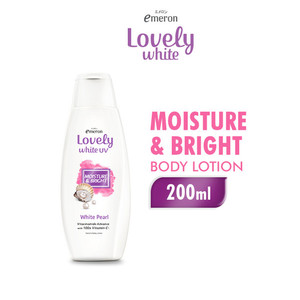 emeron
Lovely
white
emeron
Lovely
white UV
MOISTURE
& BRIGHT
White Pearl
MOISTURE
& BRIGHT
BODY LOTION
200ml